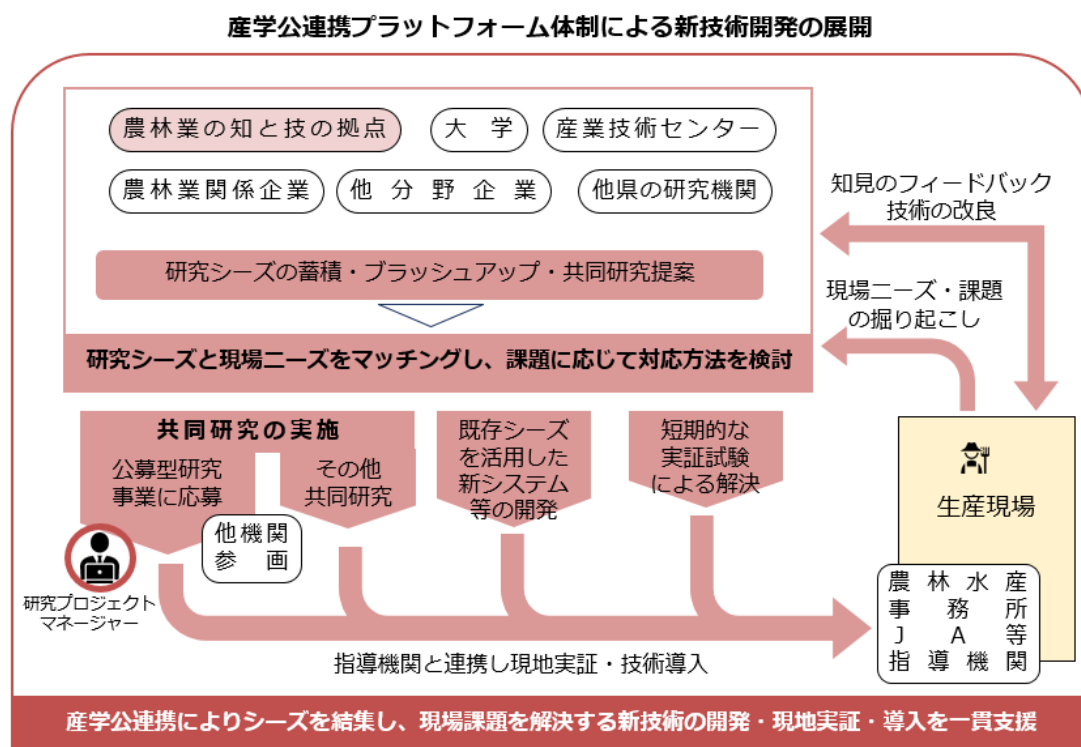 産学公連携プラットフォーム体制による新技術開発の展開
農林業の知と技の拠点
大学
産業技術センター
農林業関係企業
他分野企業
他県の研究機関
研究シーズの蓄積・ブラッシュアップ・共同研究提案
研究シーズと現場ニーズをマッチングし、課題に応じて対応方法を検討
知見のフィードバック
技術の改良
現場ニーズ・課題
の掘り起こし
共同研究の実施
公募型研究
事業に応募
その他
共同研究
既存シーズ
を活用した
新システム
等の開発
短期的な
実証試験
による解決
他機関
参画
研究プロジェクト
マネージャー
生産現場
農林水産
事務所
JA等
指導機関
指導機関と連携し現地実証・技術導入
産学公連携によりシーズを結集し、現場課題を解決する新技術の開発・現地実証・導入を一貫支援